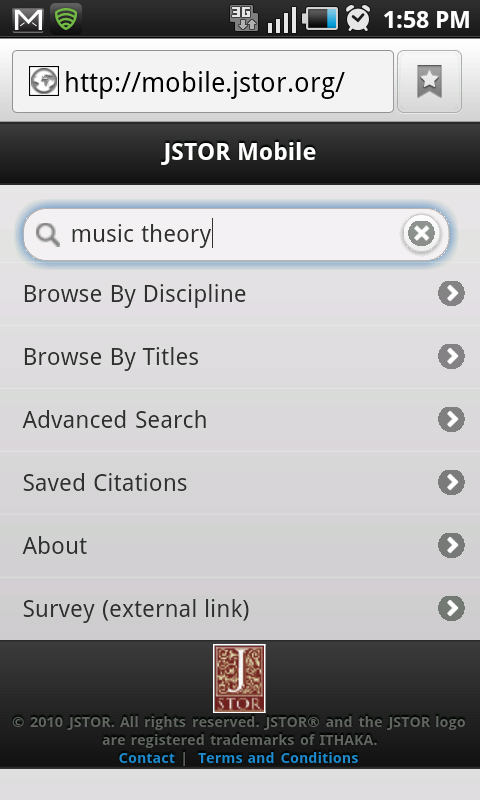 3G 1:58 PM
http://mobile.jstor.org/
JSTOR Mobile
music theory
Browse By Discipline
Browse By Titles
Advanced Search
Saved Citations
About
Survey (external link)
J
STOR
© 2010 JSTOR. All rights reserved. JSTOR® and the JSTOR logo
are registered trademarks of ITHAKA.
Contact | Terms and Conditions